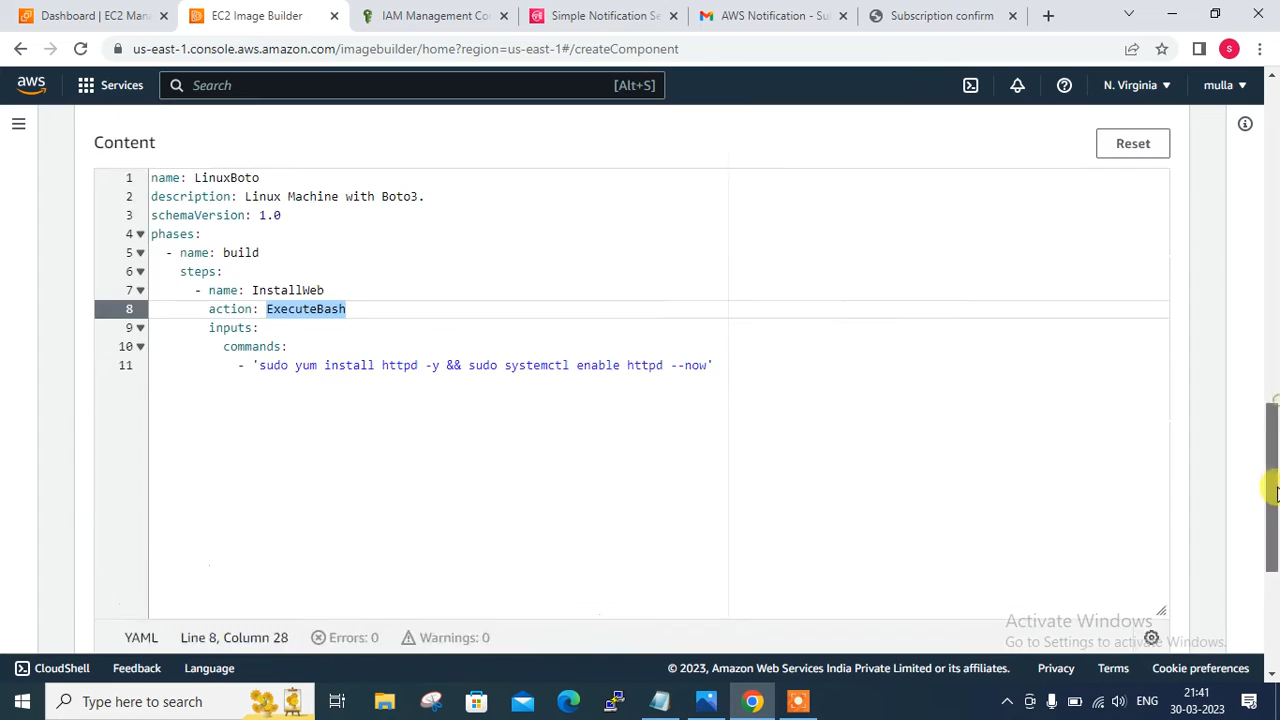 Dashboard | EC2 Man
EC2 Image Builder
IAM Management Co
Simple Notification Se
AWS Notification - Su
Subscription confirm
us-east-1.console.aws.amazon.com/imagebuilder/home?region=us-east-1#/createComponent
S
aws
Services
Search
[Alt+S]
N. Virginia
mulla
Content
Reset
1 name: LinuxBoto
2 description: Linux Machine with Boto3.
3 schemaVersion: 1.0
4 phases:
5 - name: build
6 steps:
7 - name: InstallWeb
8 action: ExecuteBash
9 inputs:
10 commands:
11 - 'sudo yum install httpd -y && sudo systemctl enable httpd --now'
YAML
Line 8, Column 28
Errors: 0
Warnings: 0
Activate Windows
Go to Settings to activate Windows.
CloudShell
Feedback
Language
© 2023, Amazon Web Services India Private Limited or its affiliates.
Privacy
Terms
Cookie preferences
Type here to search
ENG
21:41
30-03-2023